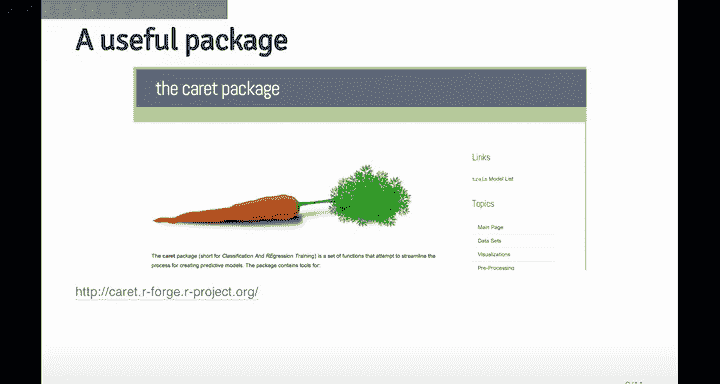 A useful package
the caret package
Links
Model List
Topics
Main Page
Data Sets
Visualizations
Pre-Processing
The caret package (short for Classification And REgression Training) is a set of functions that attempt to streamline
the process for creating predictive models. The package contains tools for:
http://caret.r-forge.r-project.org/